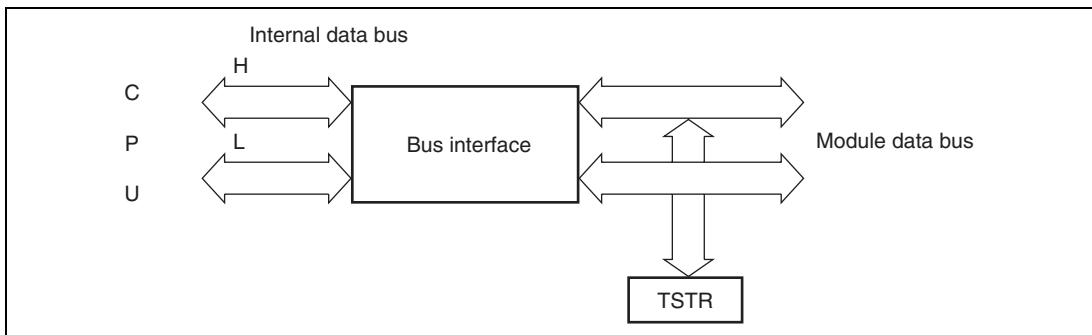 Internal data bus
H
C
P
L
Bus interface
Module data bus
U
TSTR